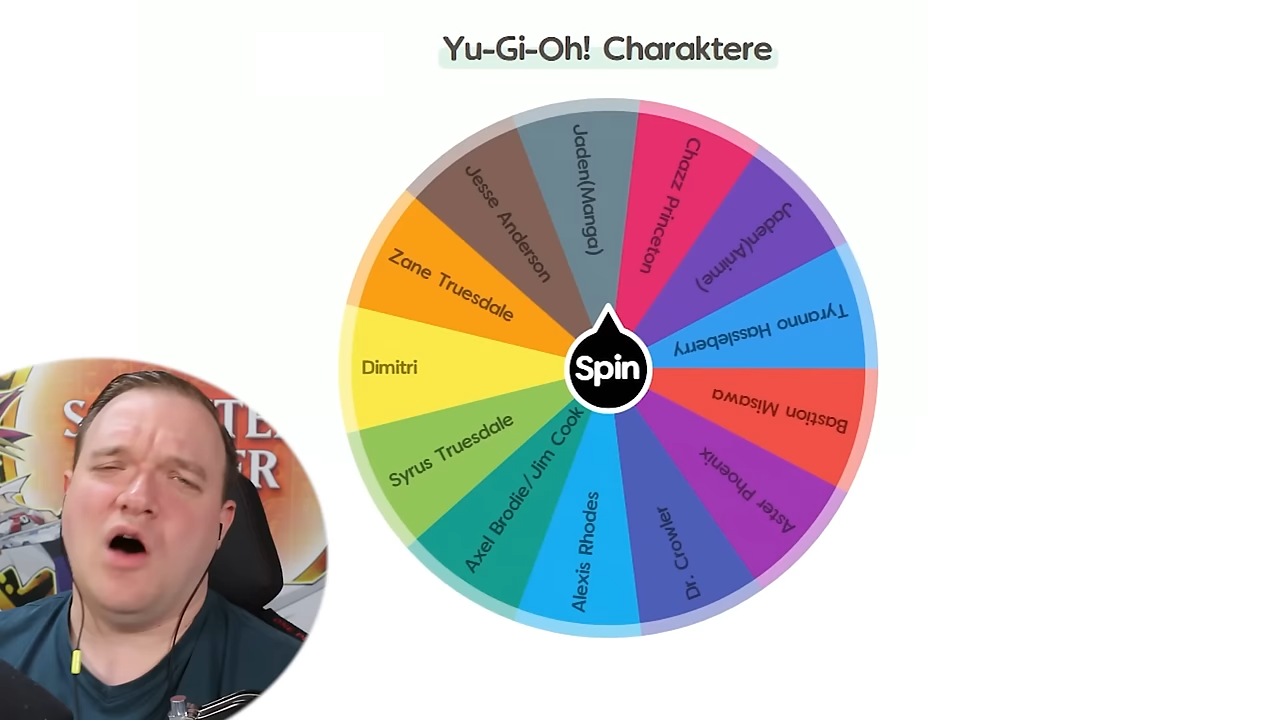 Yu-Gi-Oh! Charaktere
Jaden(Manga)
Chazz Princeton
Jaden(Anime)
Tyranno Hassleberry
Bastion Misawa
Aster Phoenix
Dr. Crowler
Alexis Rhodes
Axel Brodie/Jim Cook
Syrus Truesdale
Dimitri
Zane Truesdale
Jesse Anderson
Spin